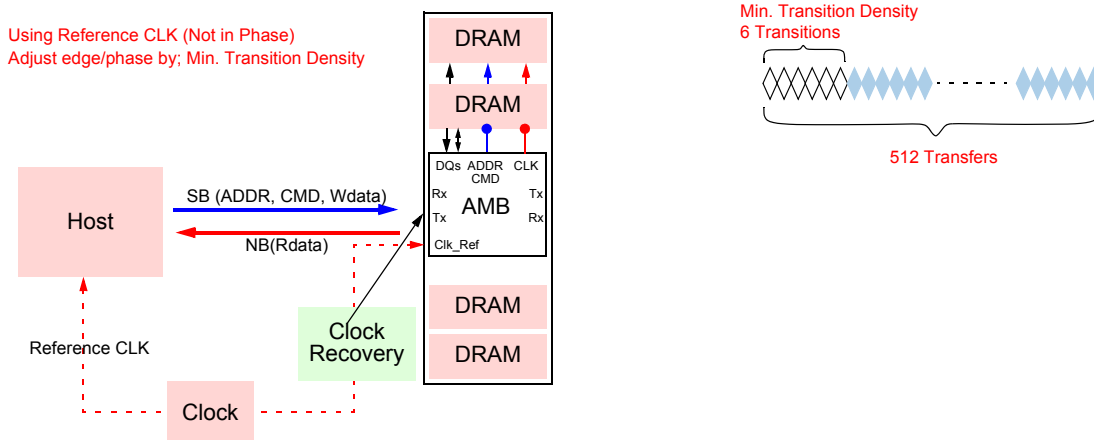 Using Reference CLK (Not in Phase)
Adjust edge/phase by; Min. Transition Density
Min. Transition Density
6 Transitions
512 Transfers
DRAM
DRAM
DQs ADDR CLK
CMD
Rx Tx
AMB
Tx Rx
Clk_Ref
Host
SB (ADDR, CMD, Wdata)
NB(Rdata)
DRAM
DRAM
Clock
Recovery
Reference CLK
Clock